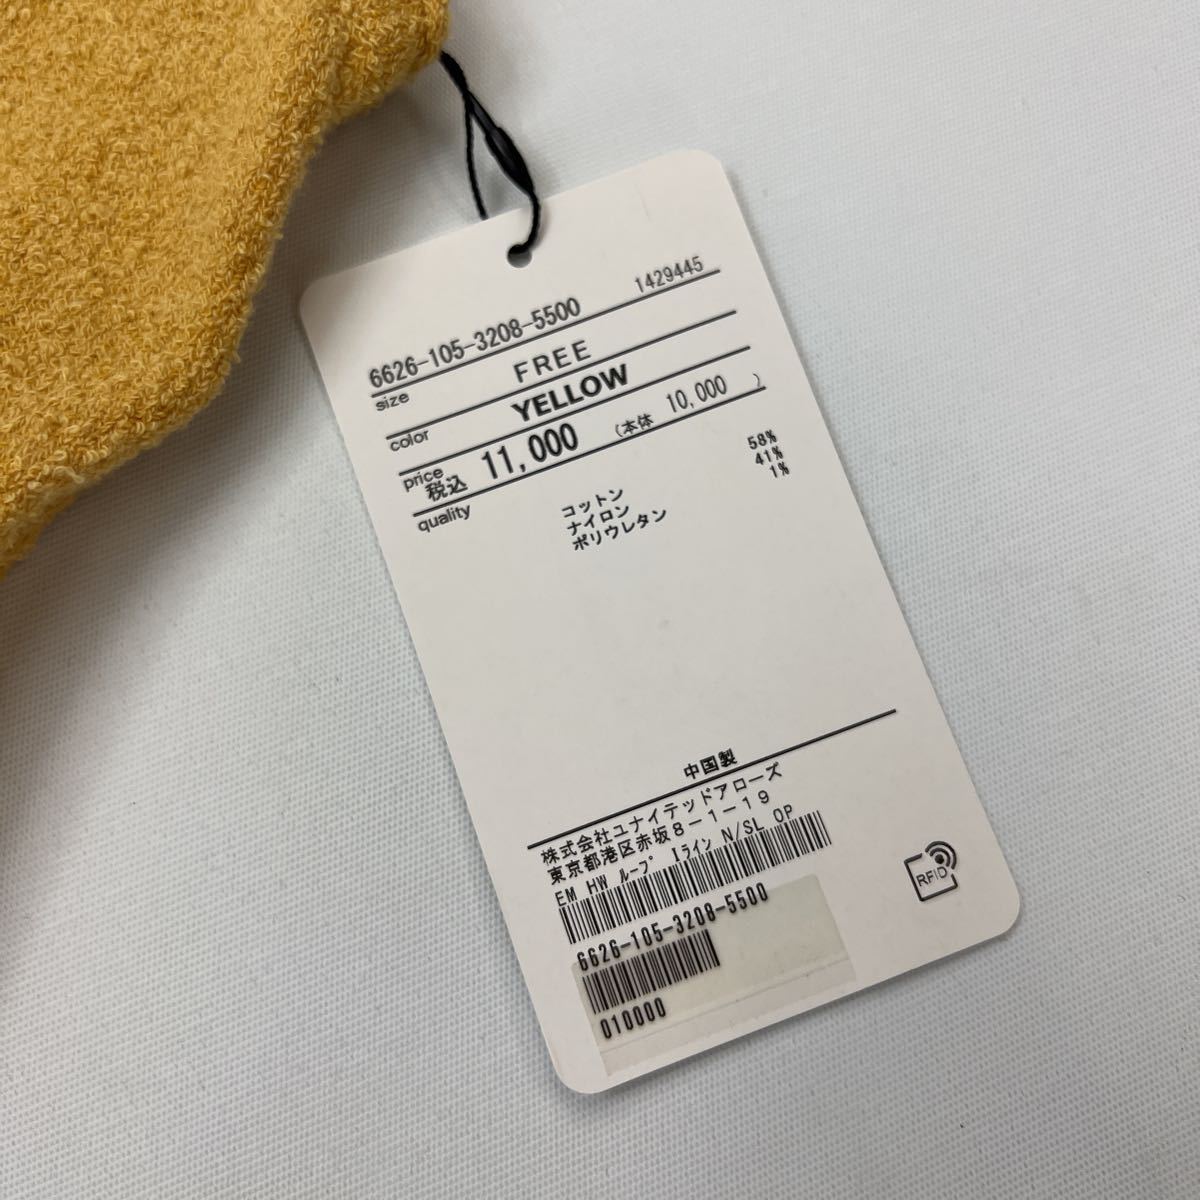 6626-105-3208-5500 1429445
size FREE
color YELLOW
price 税込 11,000 (本体 10,000 )
quality
コットン 58%
ナイロン 41%
ポリウレタン 1%
中国製
株式会社ユナイテッドアローズ
東京都港区赤坂8-1-19
EM HW ループ Iライン N/SL OP
6626-105-3208-5500
010000
RFID